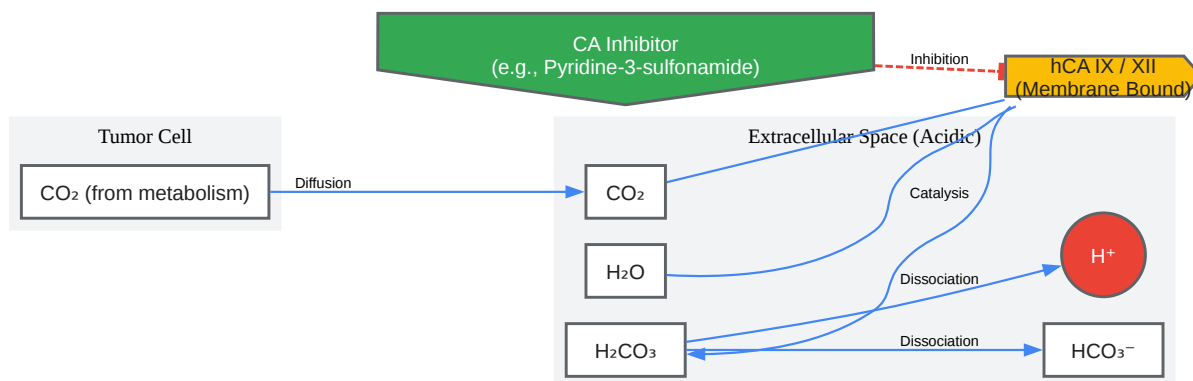 CA Inhibitor
(e.g., Pyridine-3-sulfonamide)
Inhibition
hCA IX / XII
(Membrane Bound)
Tumor Cell
Extracellular Space (Acidic)
CO₂ (from metabolism)
Diffusion
CO₂
Catalysis
H₂O
H⁺
Dissociation
H₂CO₃
Dissociation
HCO₃⁻